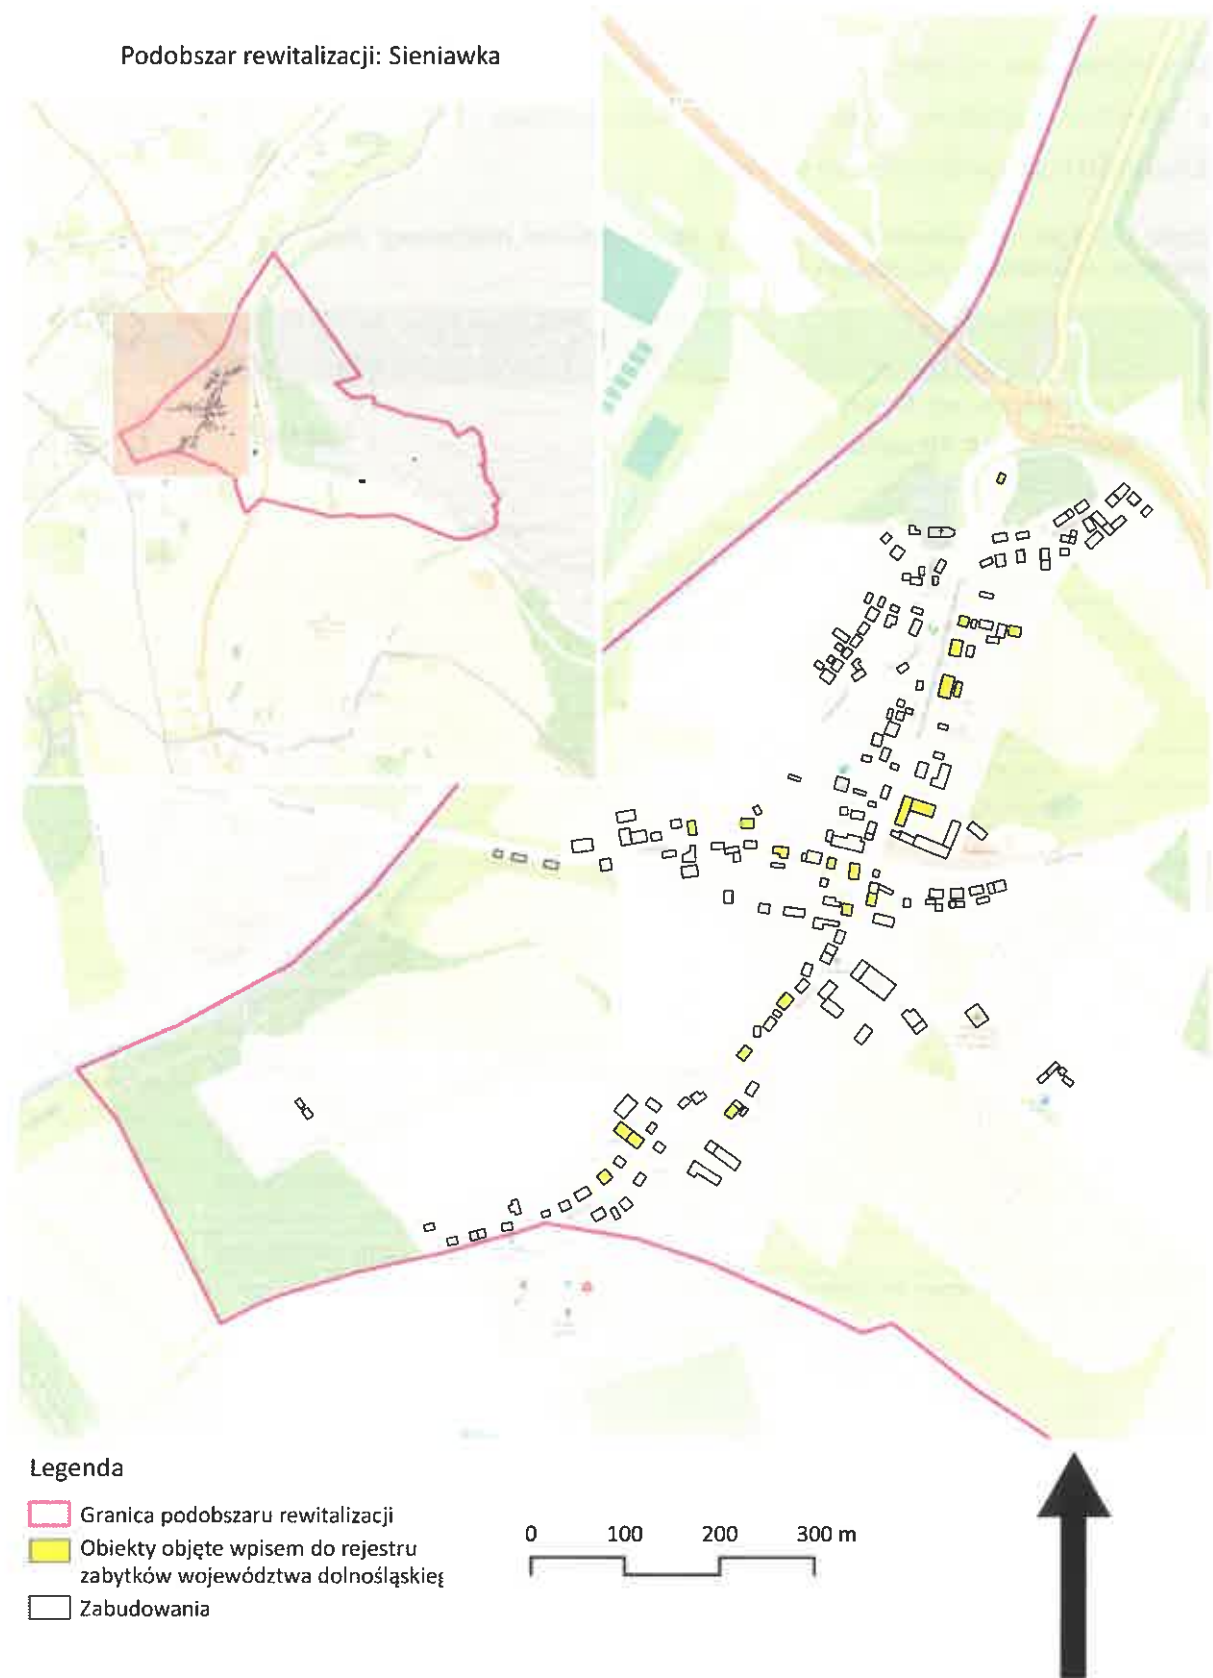 Podobszar rewitalizacji: Sieniawka
Legenda
Granica podobszaru rewitalizacji
Obiekty objęte wpisem do rejestru
zabytków województwa dolnośląskieg
Zabudowania
0 100 200 300 m